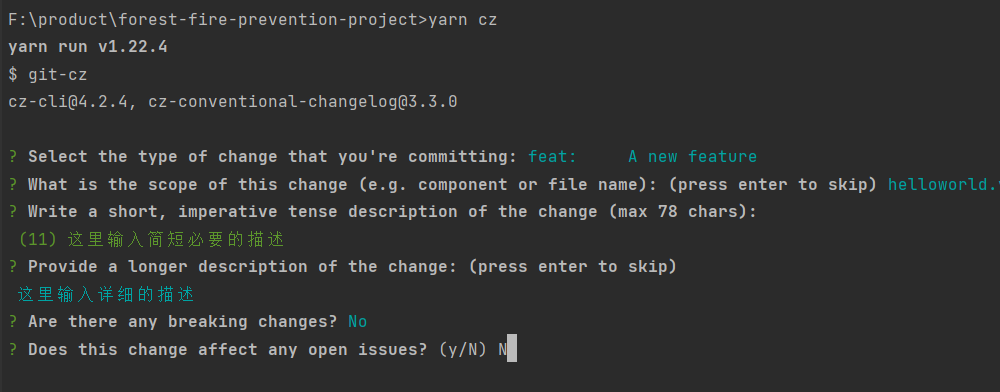 F:\product\forest-fire-prevention-project>yarn cz
yarn run v1.22.4
$ git-cz
cz-cli@4.2.4, cz-conventional-changelog@3.3.0
? Select the type of change that you're committing: feat:     A new feature
? What is the scope of this change (e.g. component or file name): (press enter to skip) helloworld.
? Write a short, imperative tense description of the change (max 78 chars):
(11) 这里输入简短必要的描述
? Provide a longer description of the change: (press enter to skip)
这里输入详细的描述
? Are there any breaking changes? No
? Does this change affect any open issues? (y/N) N